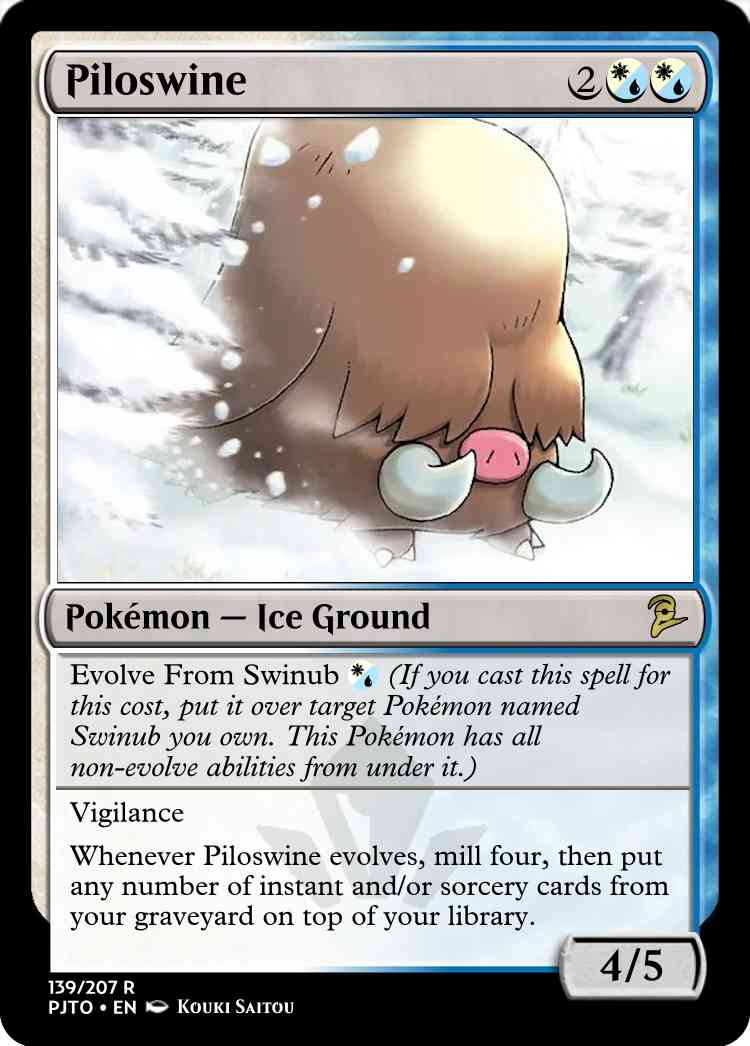 Piloswine 2
Pokémon — Ice Ground
Evolve From Swinub (If you cast this spell for
this cost, put it over target Pokémon named
Swinub you own. This Pokémon has all
non-evolve abilities from under it.)
Vigilance
Whenever Piloswine evolves, mill four, then put
any number of instant and/or sorcery cards from
your graveyard on top of your library.
4/5
139/207 R
PJTO • EN Kouki Saitou